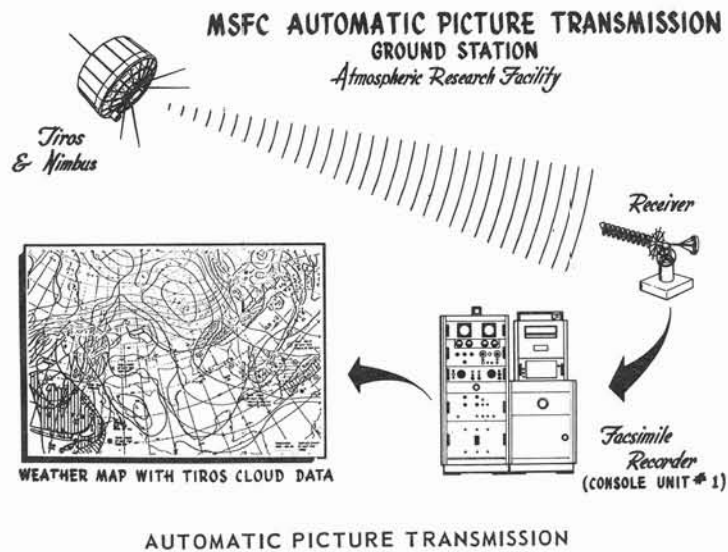 MSFC AUTOMATIC PICTURE TRANSMISSION
GROUND STATION
Atmospheric Research Facility
Tiros
& Nimbus
Receiver
Facsimile
Recorder
(CONSOLE UNIT # 1)
WEATHER MAP WITH TIROS CLOUD DATA
AUTOMATIC PICTURE TRANSMISSION